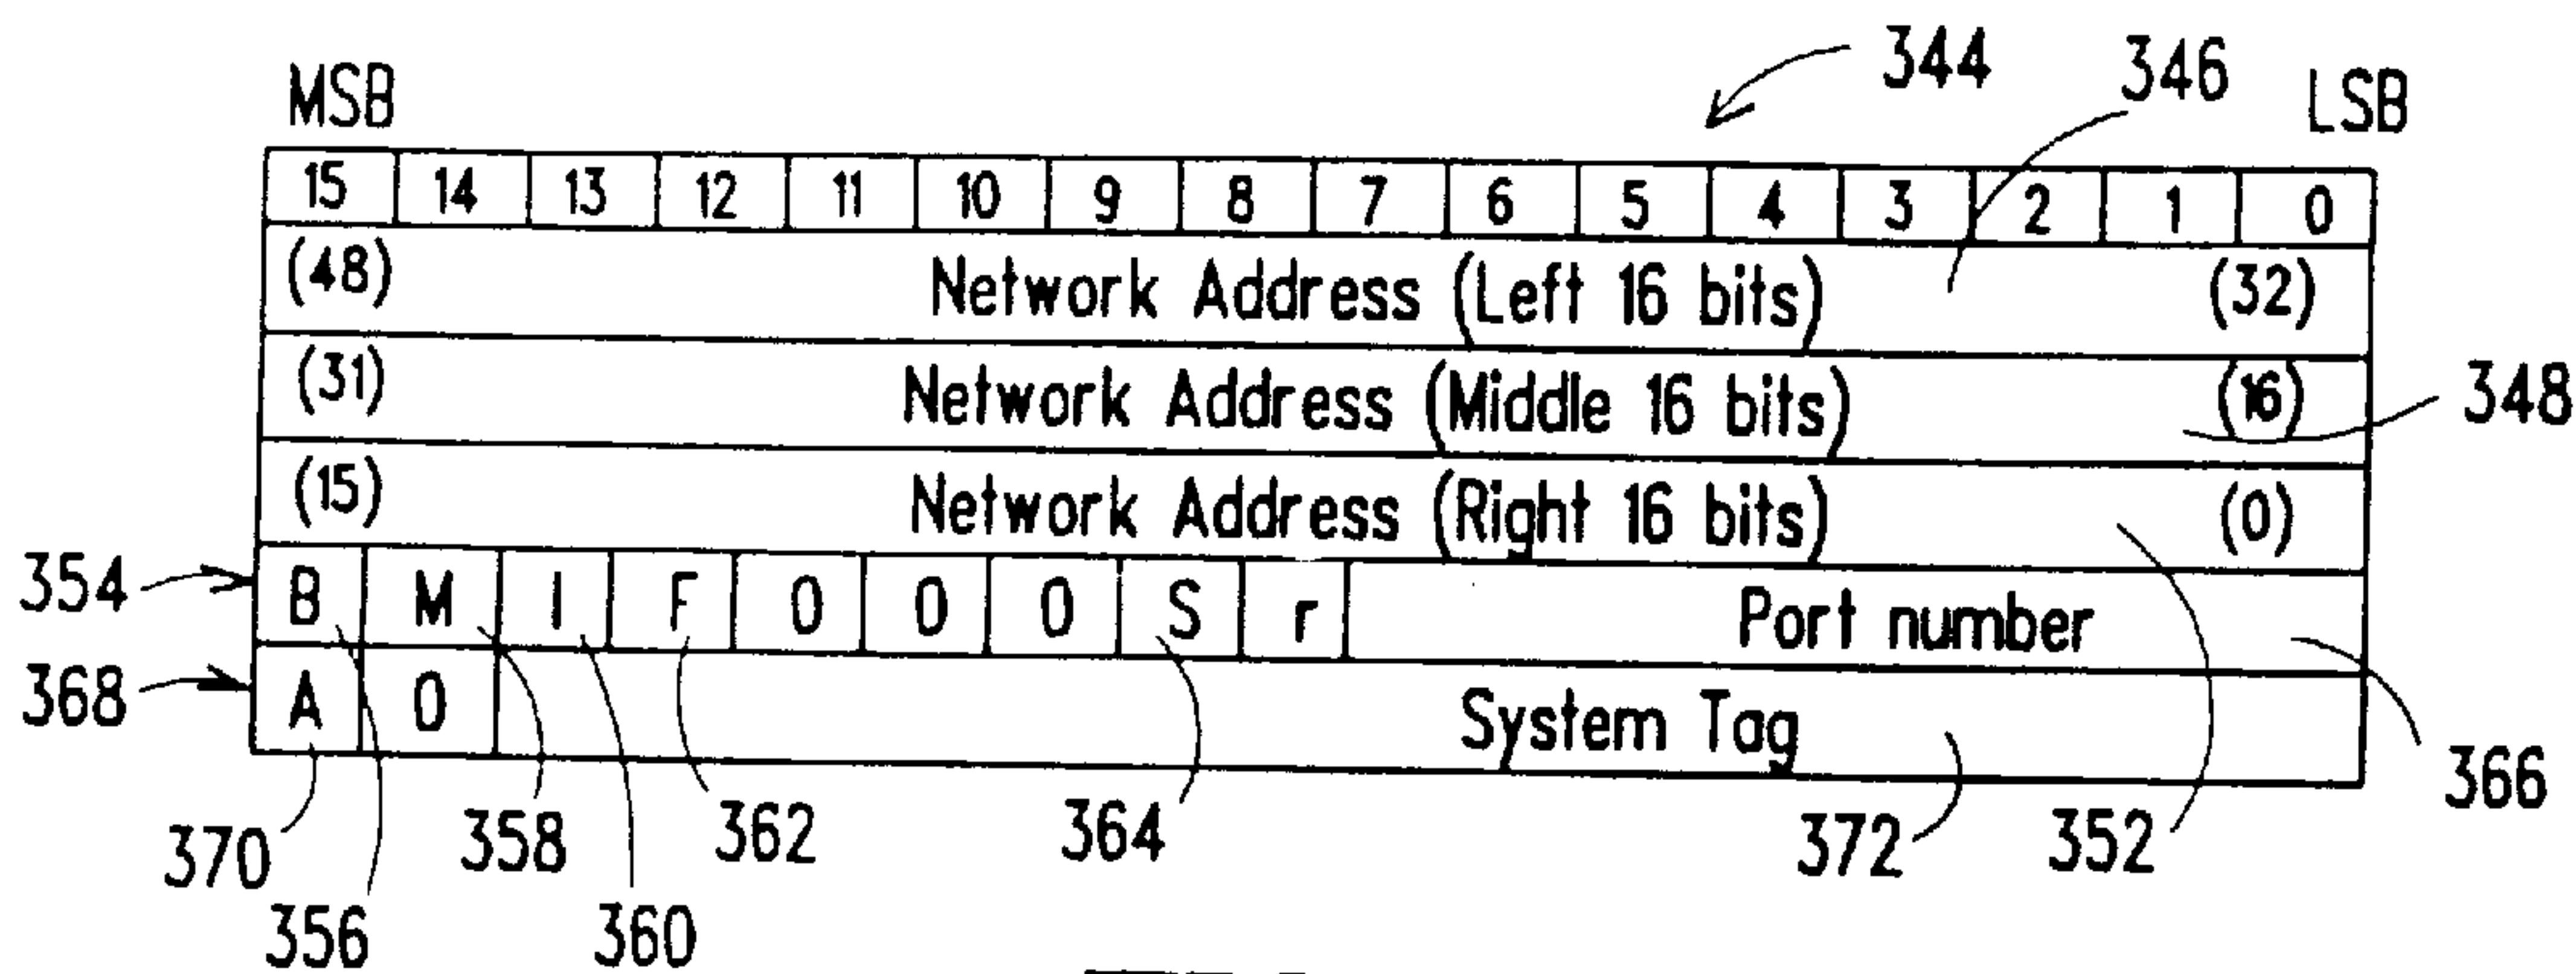 344
346
MSB LSB
15 14 13 12 11 10 9 8 7 6 5 4 3 2 1 0
(48) Network Address (Left 16 bits) (32)
(31) Network Address (Middle 16 bits) (16)
348
(15) Network Address (Right 16 bits) (0)
354 B M I F 0 0 0 S r Port number
368 A 0 System Tag
366
370 358 362 364 372 352
356 360